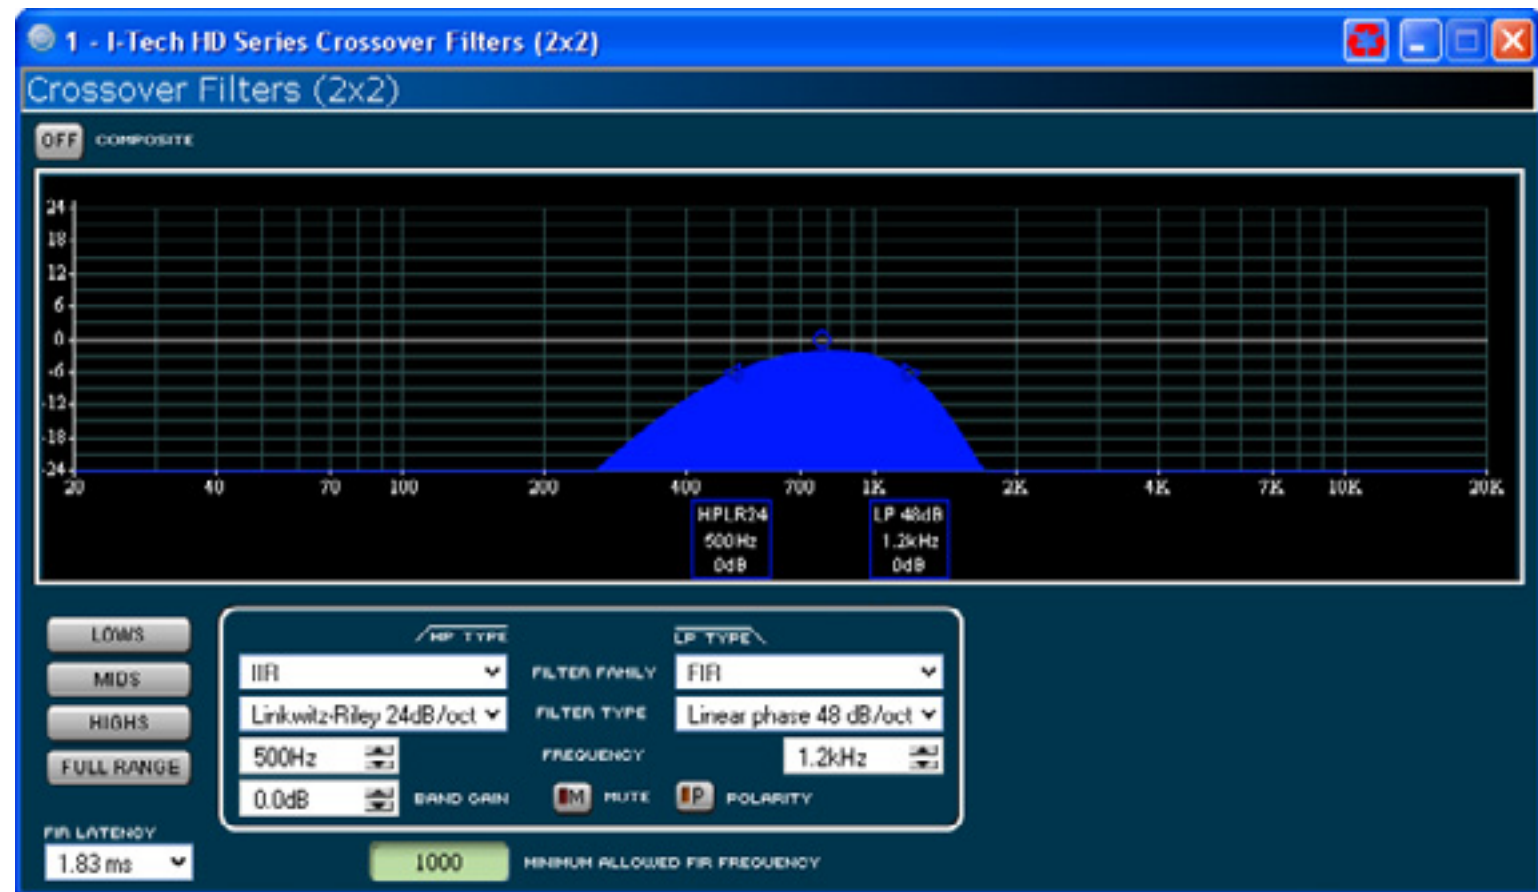 1 - I-Tech HD Series Crossover Filters (2x2)
Crossover Filters (2x2)
OFF COMPOSITE
24
18
12
6
0
-6
-12
-18
-24
20 40 70 100 200 400 700 1K 2K 4K 7K 10K 20K
HPLR24 LP 48dB
500Hz 1.2kHz
0dB 0dB
LOWS
MIDS
HIGHS
FULL RANGE
HP TYPE LP TYPE
IIR FILTER FAMILY FIR
Linkwitz-Riley 24dB/oct FILTER TYPE Linear phase 48 dB/oct
500Hz FREQUENCY 1.2kHz
0.0dB BAND GAIN M MUTE P POLARITY
FIR LATENCY
1.83 ms 1000 MINIMUM ALLOWED FIR FREQUENCY